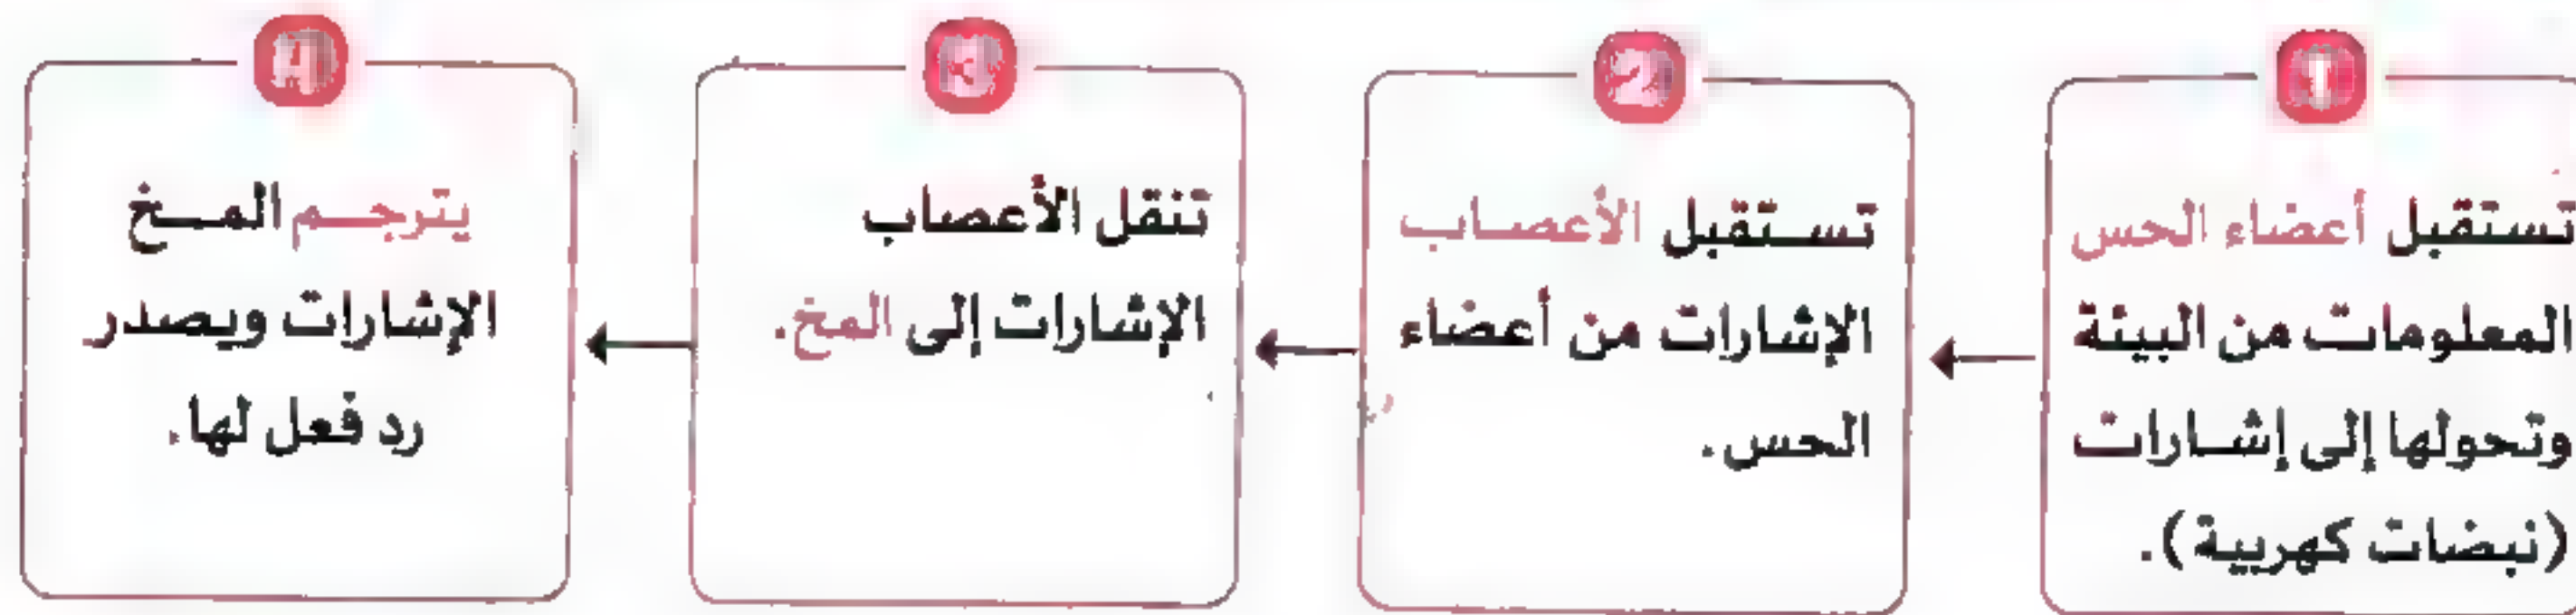 1
تستقبل أعضاء الحس
المعلومات من البيئة
وتحولها إلى إشارات
(نبضات كهربية).
2
تستقبل الأعصاب
الإشارات من أعضاء
الحس.
3
تنقل الأعصاب
الإشارات إلى المخ.
4
يترجم المخ
الإشارات ويصدر
رد فعل لها.